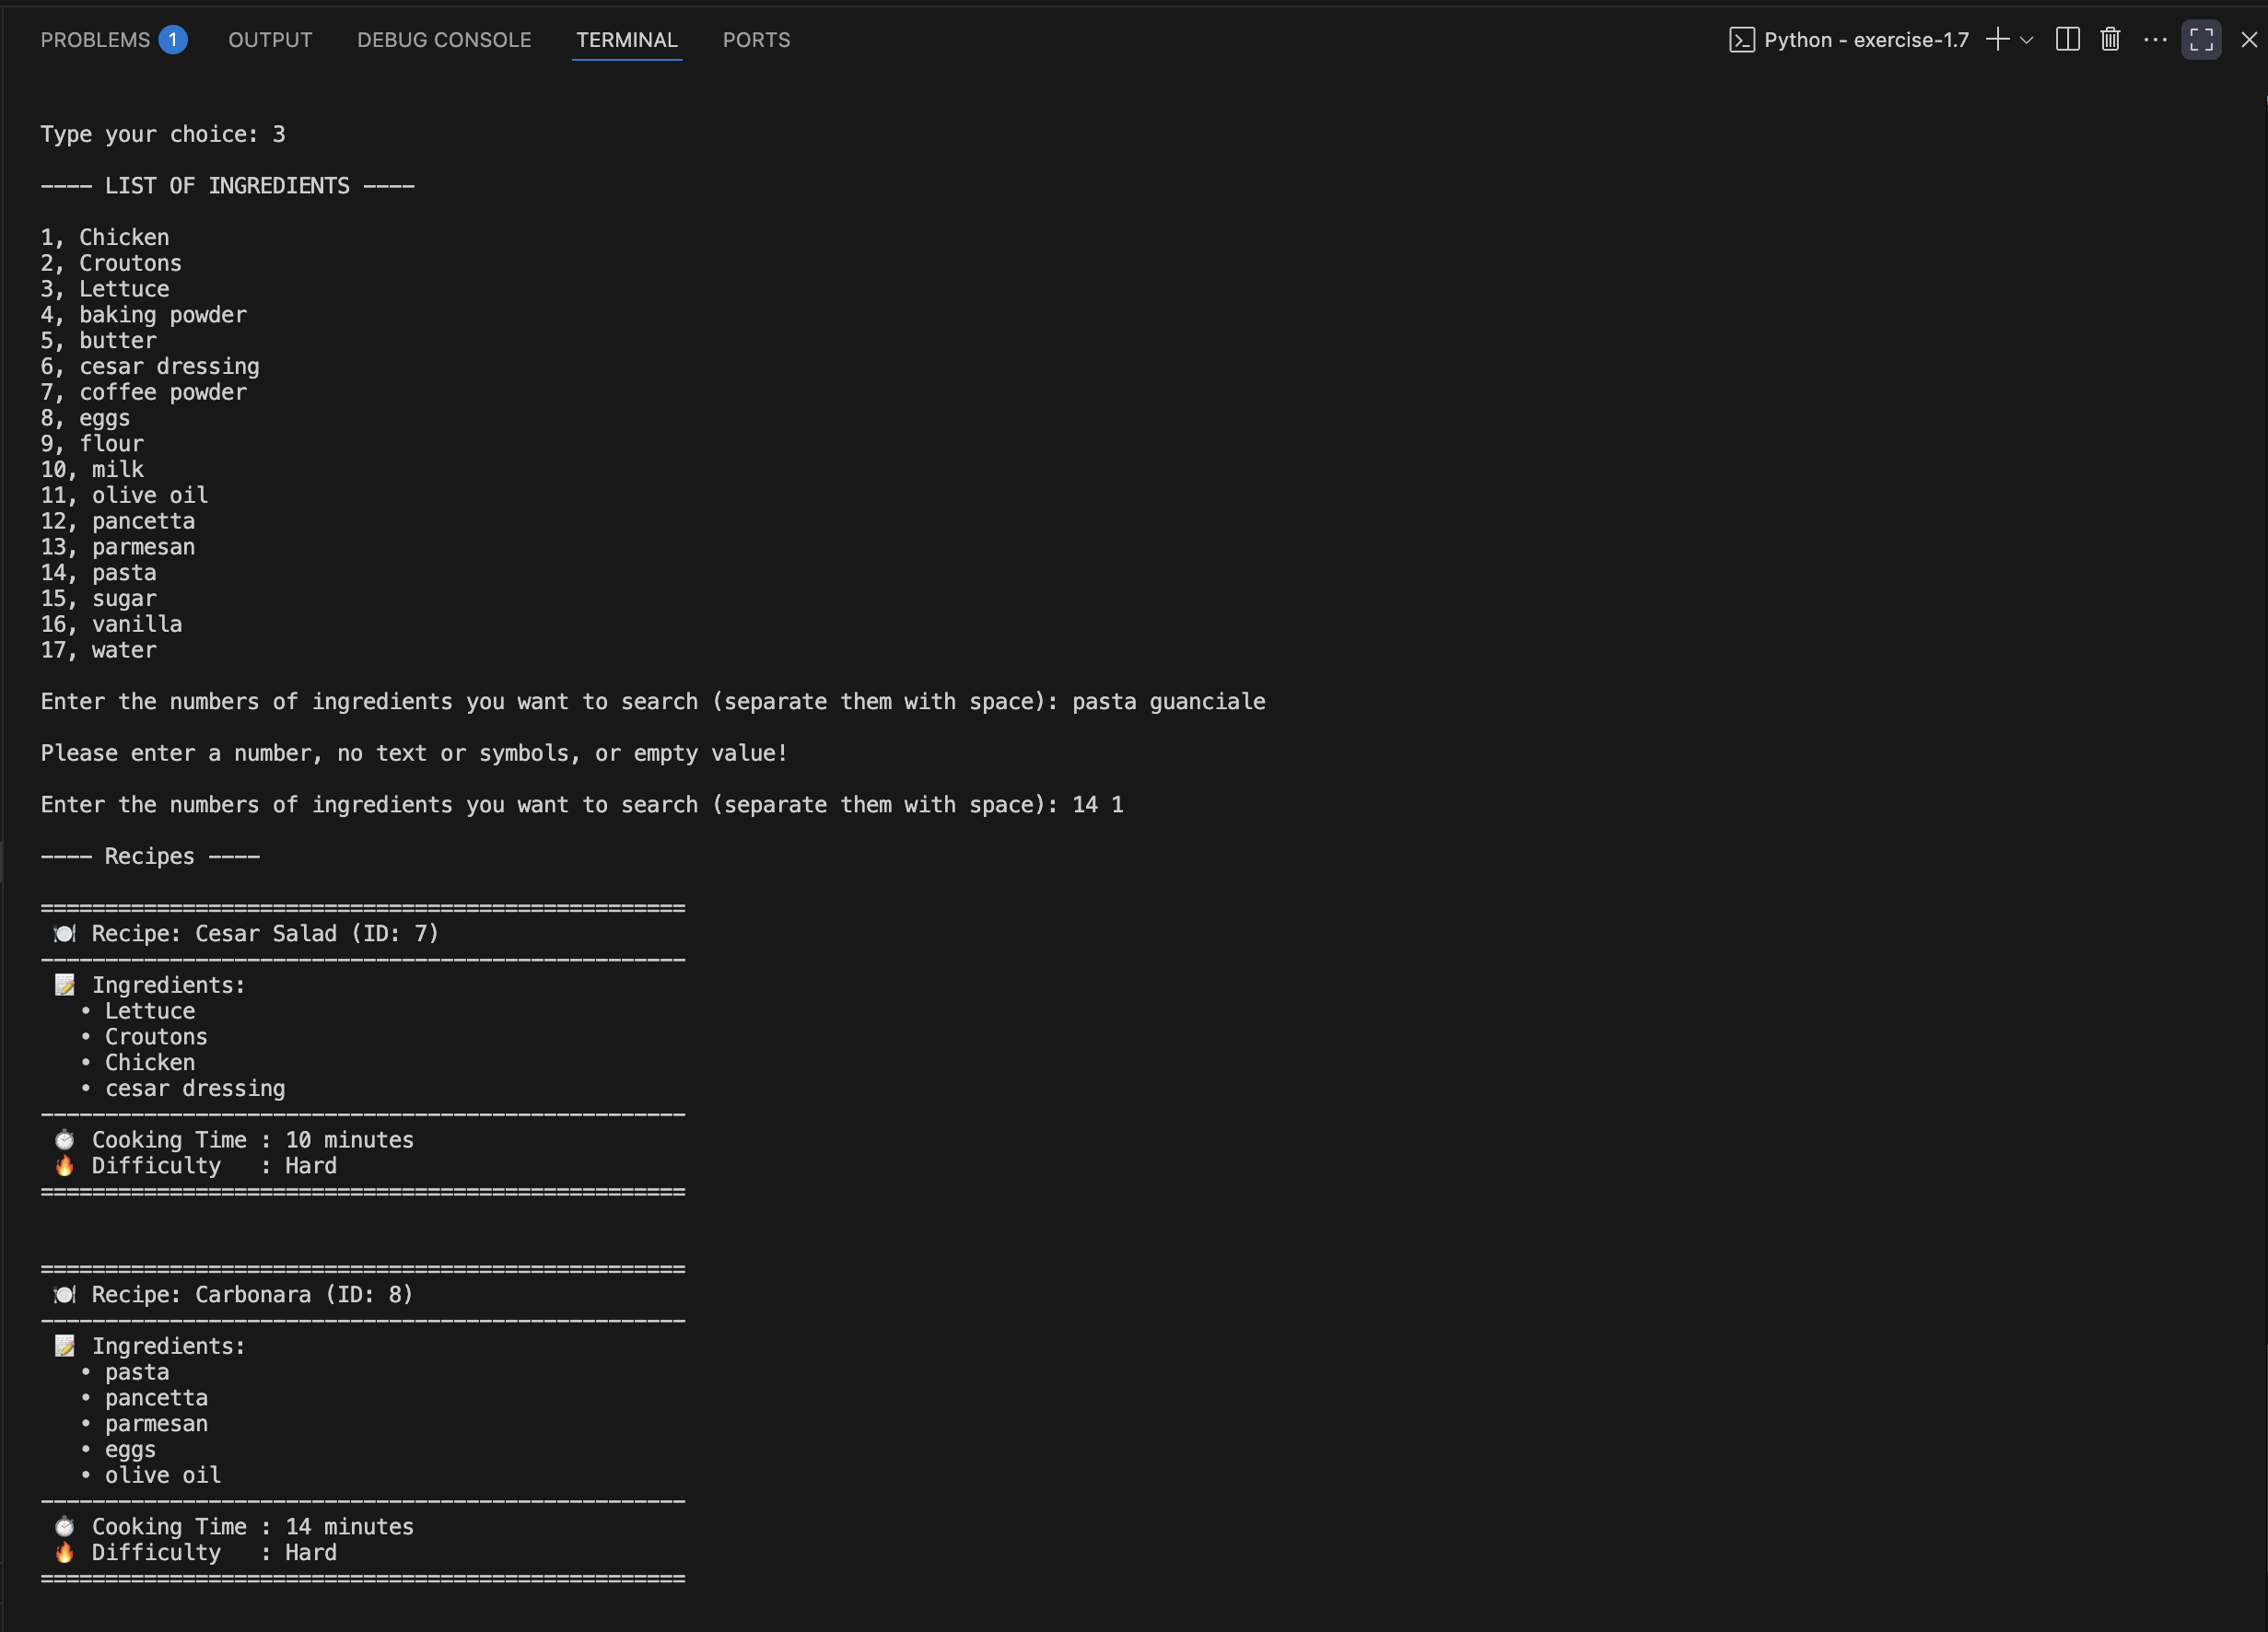 PROBLEMS 1 OUTPUT DEBUG CONSOLE TERMINAL PORTS Python - exercise-1.7
Type your choice: 3
---- LIST OF INGREDIENTS ----
1, Chicken
2, Croutons
3, Lettuce
4, baking powder
5, butter
6, cesar dressing
7, coffee powder
8, eggs
9, flour
10, milk
11, olive oil
12, pancetta
13, parmesan
14, pasta
15, sugar
16, vanilla
17, water
Enter the numbers of ingredients you want to search (separate them with space): pasta guanciale
Please enter a number, no text or symbols, or empty value!
Enter the numbers of ingredients you want to search (separate them with space): 14 1
---- Recipes ----
==================================================
🍽 Recipe: Cesar Salad (ID: 7)
--------------------------------------------------
📝 Ingredients:
• Lettuce
• Croutons
• Chicken
• cesar dressing
--------------------------------------------------
⏱ Cooking Time : 10 minutes
🔥 Difficulty   : Hard
==================================================
==================================================
🍽 Recipe: Carbonara (ID: 8)
--------------------------------------------------
📝 Ingredients:
• pasta
• pancetta
• parmesan
• eggs
• olive oil
--------------------------------------------------
⏱ Cooking Time : 14 minutes
🔥 Difficulty   : Hard
==================================================